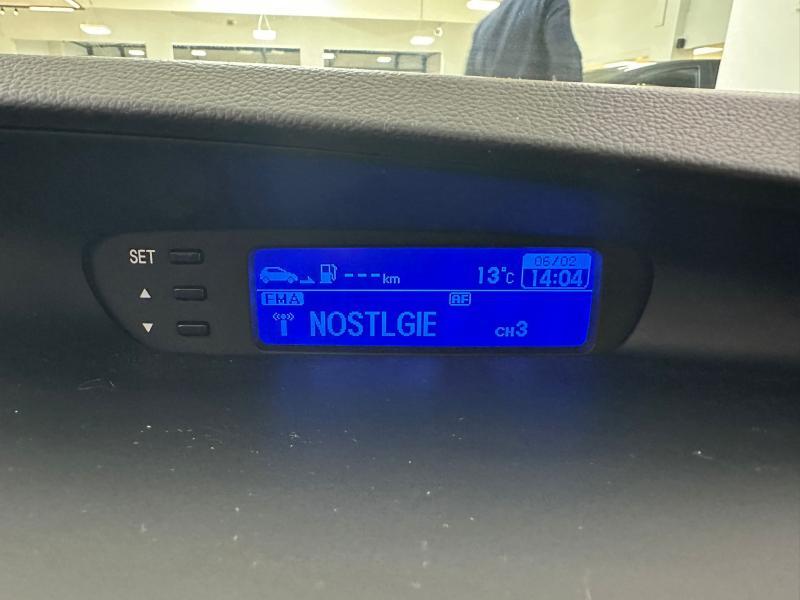 SET
---km 13°C 06/02
14:04
FMA AF
NOSTLGIE CH3